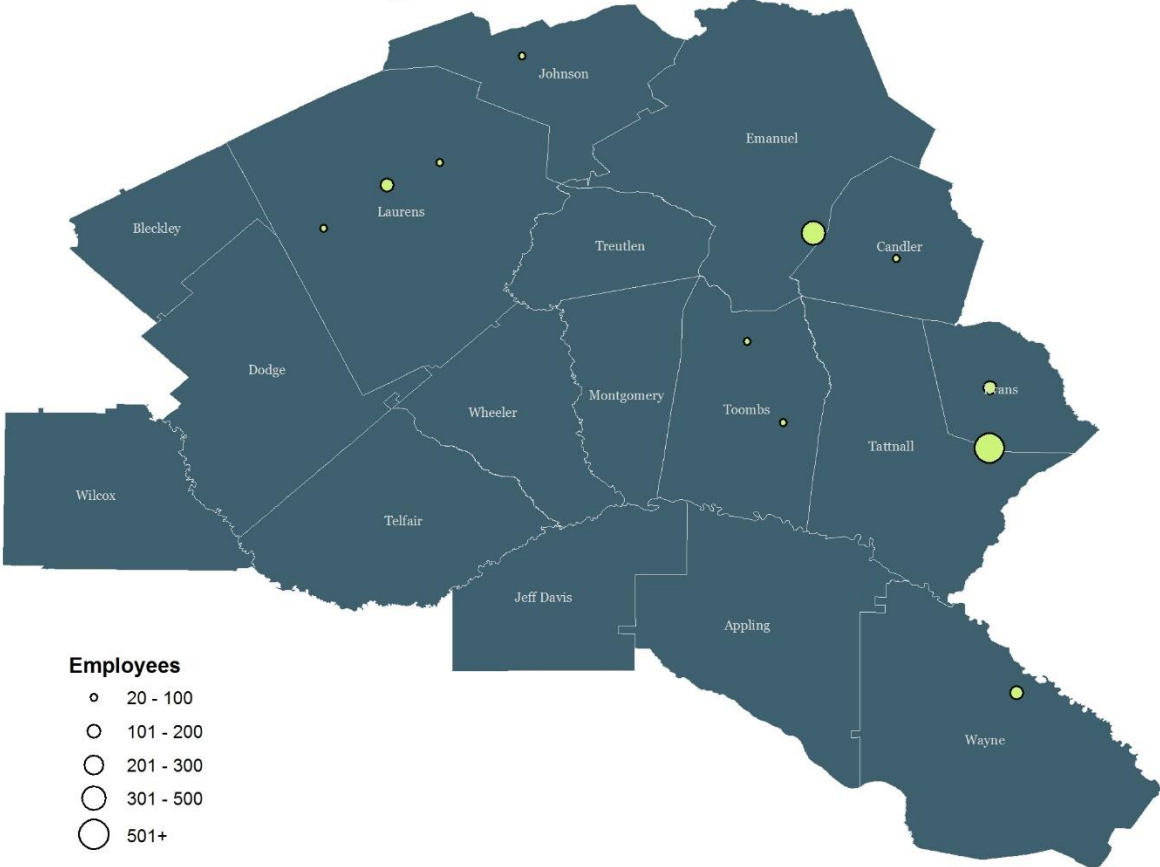 Johnson
Emanuel
Laurens
Bleckley
Treutlen
Candler
Dodge
Wheeler
Montgomery
Toombs
Tattnall
Wilcox
Telfair
Jeff Davis
Appling
Wayne
Employees
20 - 100
101 - 200
201 - 300
301 - 500
501+